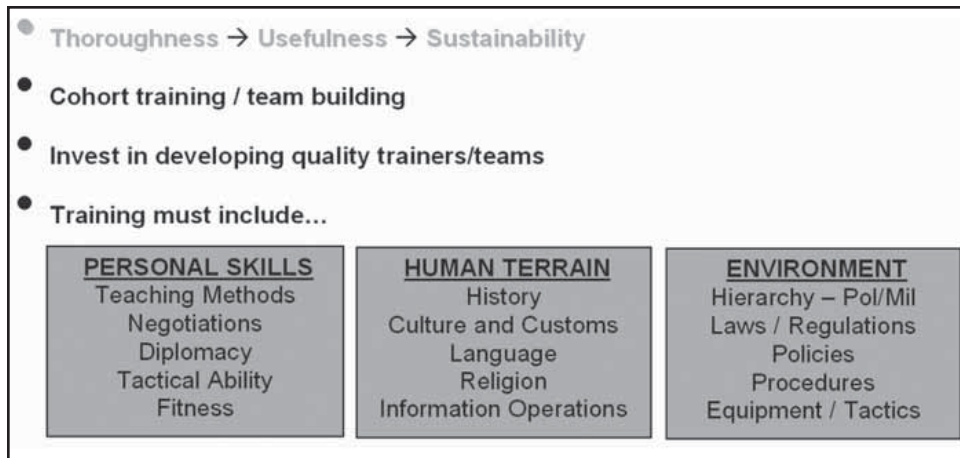 • Thoroughness → Usefulness → Sustainability
• Cohort training / team building
• Invest in developing quality trainers/teams
• Training must include...
PERSONAL SKILLS
Teaching Methods
Negotiations
Diplomacy
Tactical Ability
Fitness
HUMAN TERRAIN
History
Culture and Customs
Language
Religion
Information Operations
ENVIRONMENT
Hierarchy – Pol/Mil
Laws / Regulations
Policies
Procedures
Equipment / Tactics